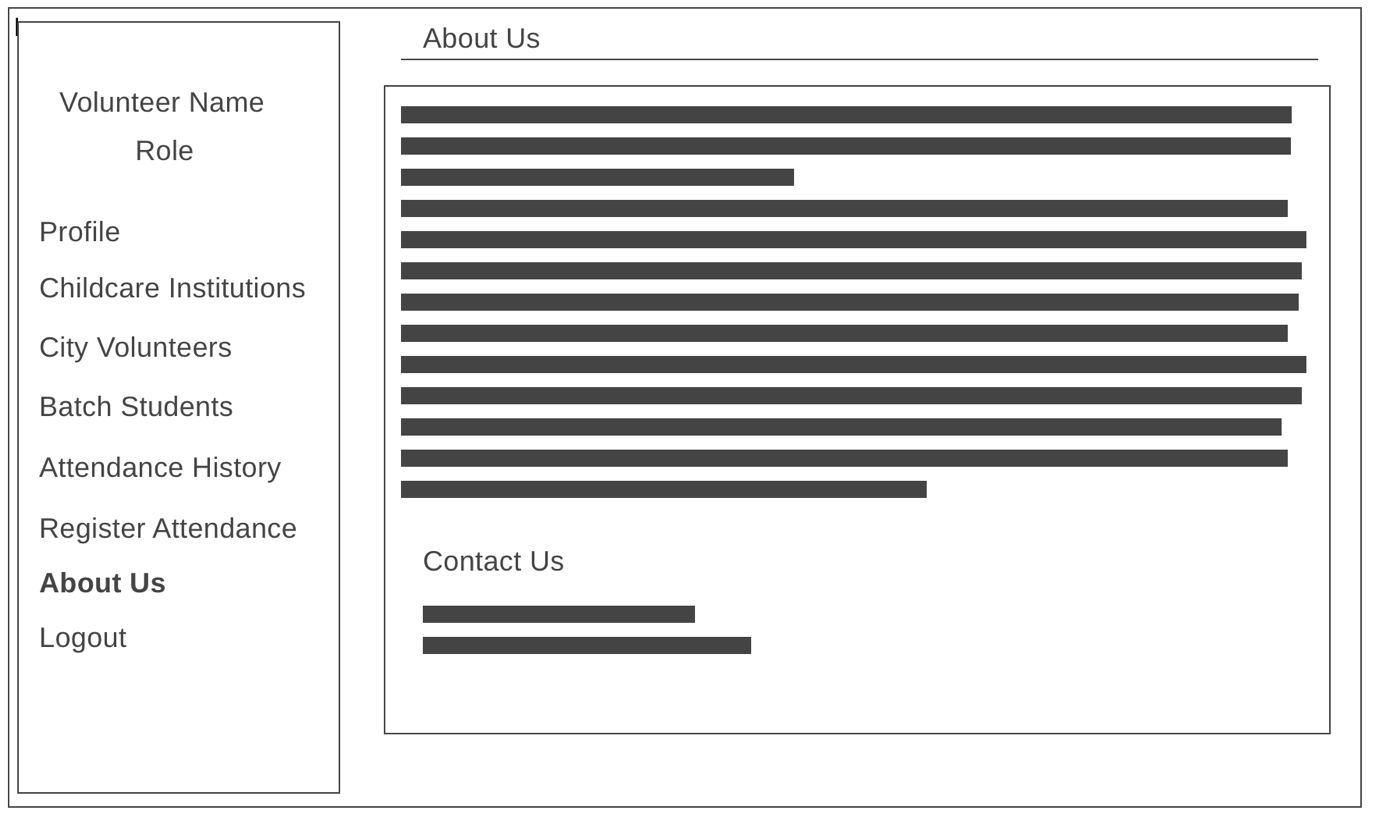 Volunteer Name
Role
Profile
Childcare Institutions
City Volunteers
Batch Students
Attendance History
Register Attendance
About Us
Logout
About Us
Contact Us